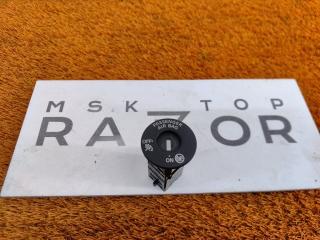 MSK TOP
RAZOR
PASSENGER
AIR BAG
OFF
ON